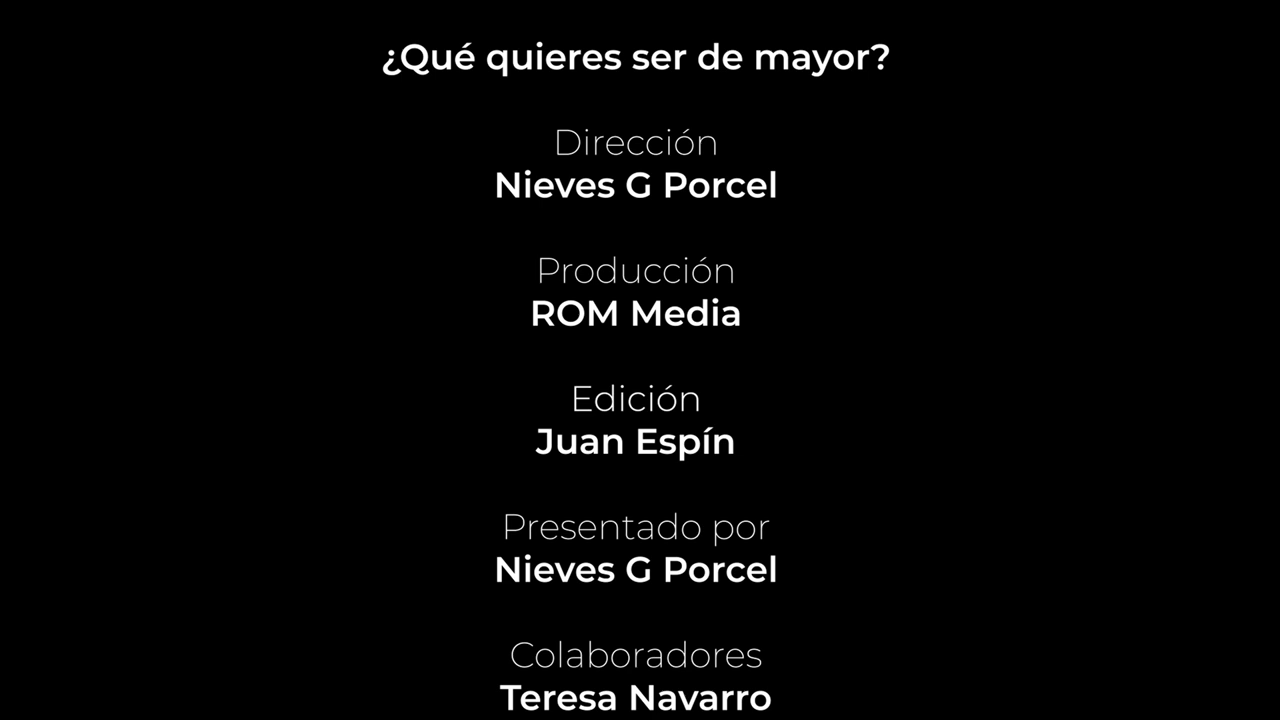 ¿Qué quieres ser de mayor?
Dirección
Nieves G Porcel
Producción
ROM Media
Edición
Juan Espín
Presentado por
Nieves G Porcel
Colaboradores
Teresa Navarro